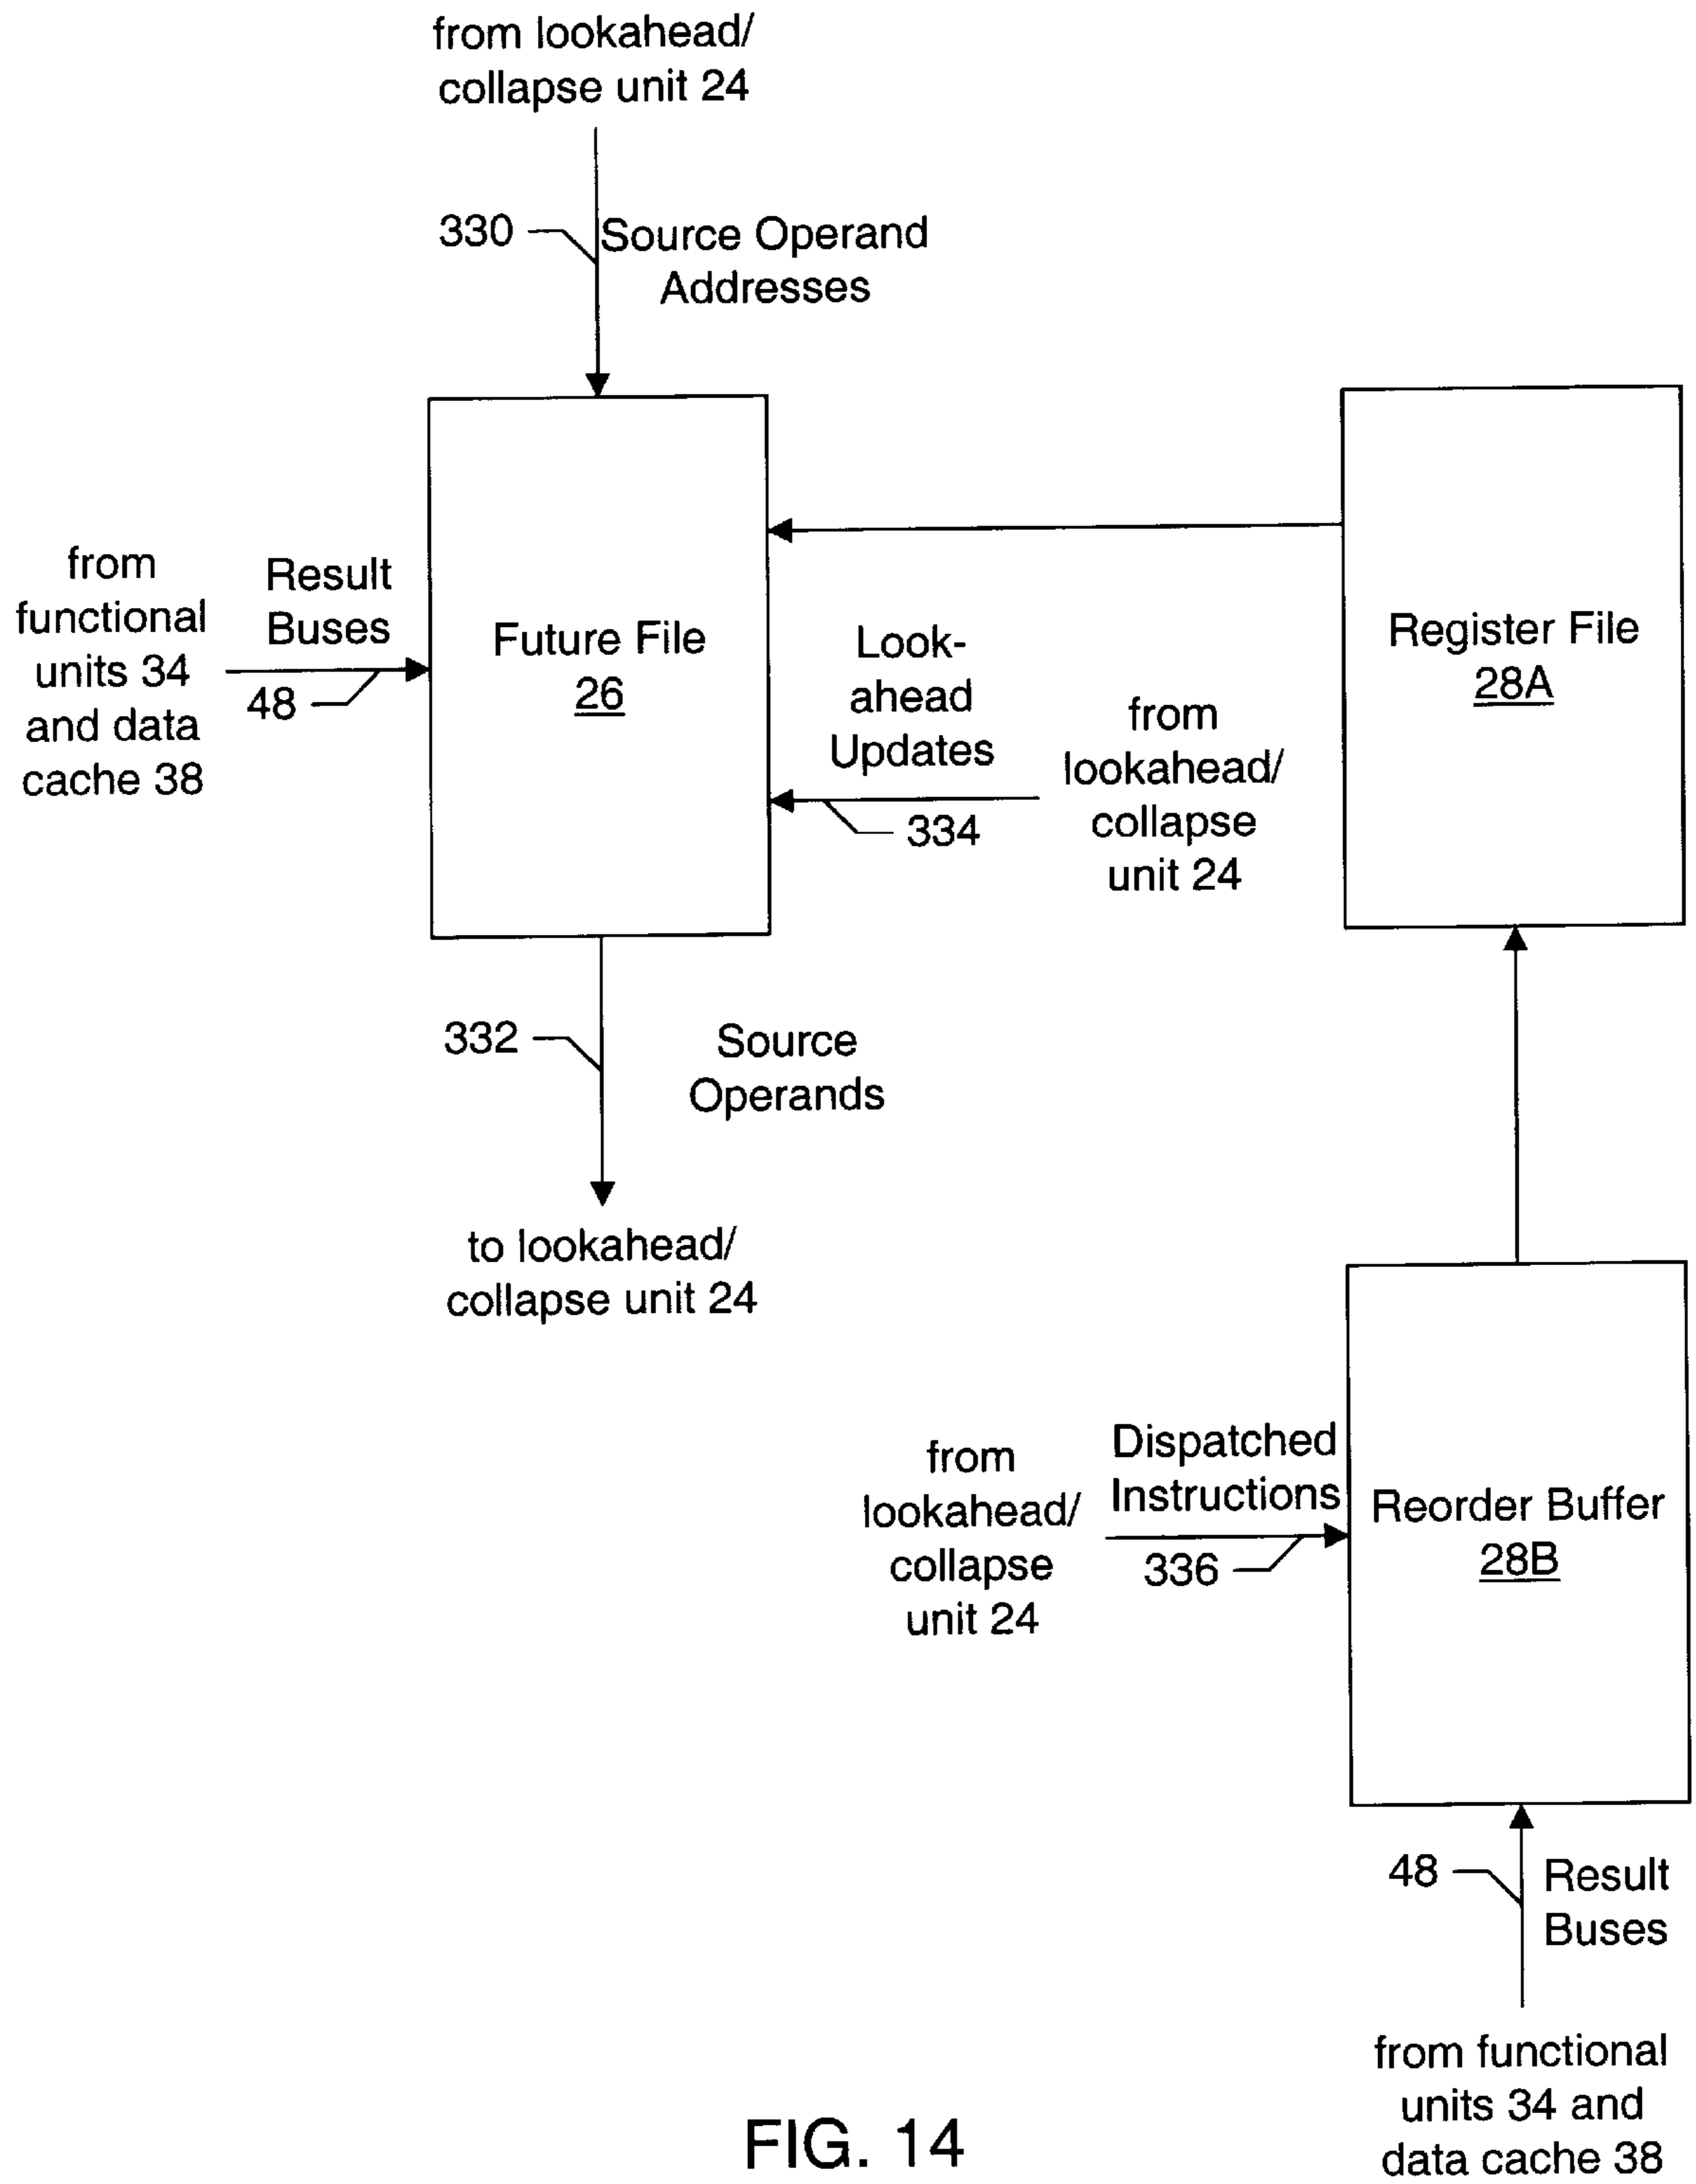 from lookahead/
collapse unit 24
330
Source Operand
Addresses
from
functional
units 34
and data
cache 38
Result
Buses
48
Future File
26
Look-
ahead
Updates
334
from
lookahead/
collapse
unit 24
Register File
28A
332
Source
Operands
to lookahead/
collapse unit 24
from
lookahead/
collapse
unit 24
Dispatched
Instructions
336
Reorder Buffer
28B
48
Result
Buses
from functional
units 34 and
data cache 38
FIG. 14